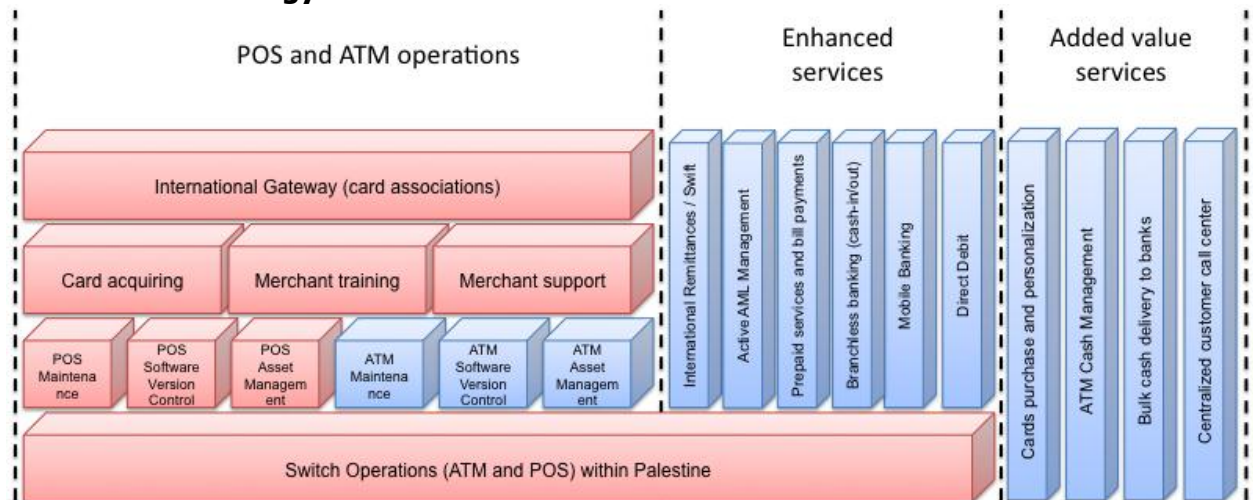 POS and ATM operations
Enhanced
services
Added value
services
International Gateway (card associations)
Card acquiring
Merchant training
Merchant support
POS
Maintena
nce
POS
Software
Version
Control
POS
Asset
Managem
ent
ATM
Maintena
nce
ATM
Software
Version
Control
ATM
Asset
Managem
ent
Switch Operations (ATM and POS) within Palestine
International Remittances / Swift
Active AML Management
Prepaid services and bill payments
Branchless banking (cash-in/out)
Mobile Banking
Direct Debit
Cards purchase and personalization
ATM Cash Management
Bulk cash delivery to banks
Centralized customer call center